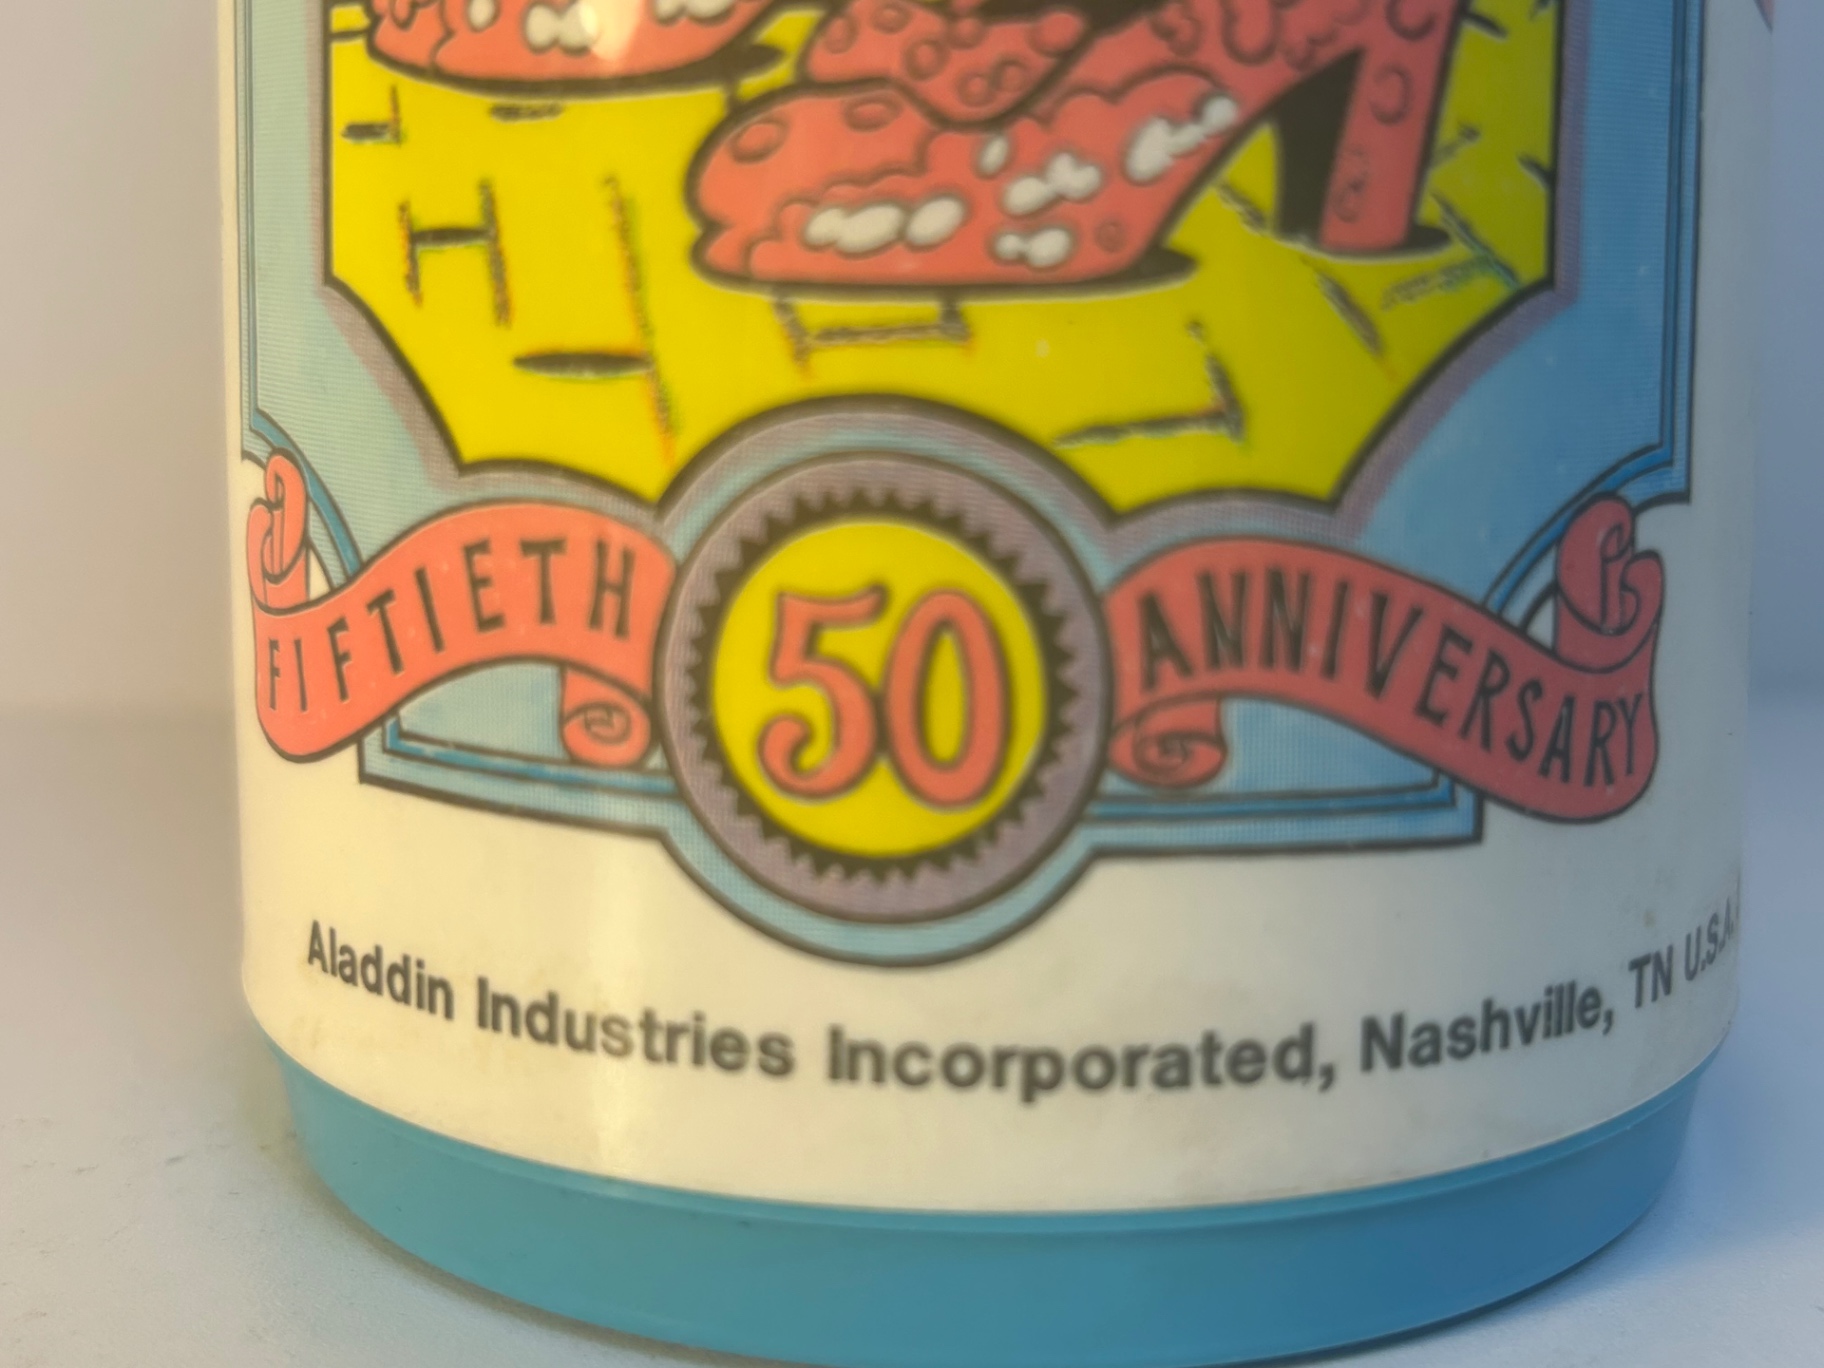 FIFTIETH 50 ANNIVERSARY
Aladdin Industries Incorporated, Nashville, TN U.S.A.